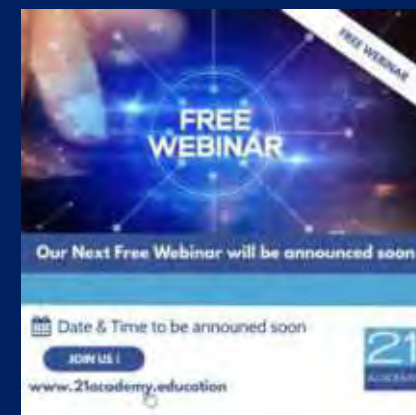 FREE WEBINAR
FREE
WEBINAR
Our Next Free Webinar will be announced soon
Date & Time to be announed soon
JOIN US !
www.21academy.education
21
ACADEMY